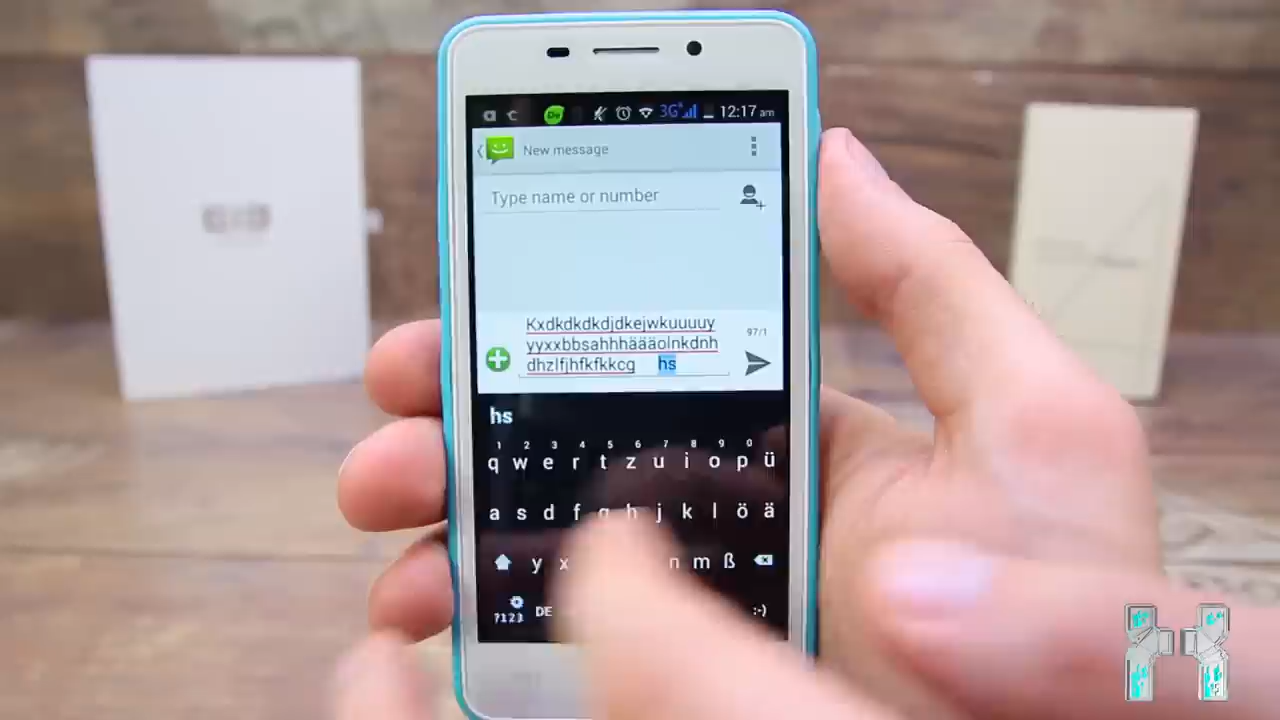 3G 12:17 am
New message
Type name or number
Kxdkdkdkdjdkejwkuuuuy
yyxxbbsahhhäääolnkdnh
dhzlfjhfkfkkcg hs
97/1
hs
1 2 3 4 5 6 7 8 9 0
q w e r t z u i o p ü
a s d f g h j k l ö ä
y x n m ß
?123 DE :-)